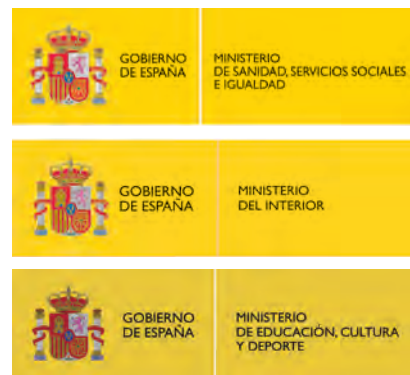 GOBIERNO
DE ESPAÑA
MINISTERIO
DE SANIDAD, SERVICIOS SOCIALES
E IGUALDAD
GOBIERNO
DE ESPAÑA
MINISTERIO
DEL INTERIOR
GOBIERNO
DE ESPAÑA
MINISTERIO
DE EDUCACIÓN, CULTURA
Y DEPORTE